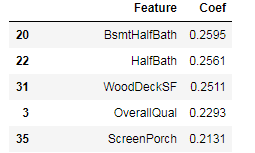 Feature Coef
20 BsmtHalfBath 0.2595
22 HalfBath 0.2561
31 WoodDeckSF 0.2511
3 OverallQual 0.2293
35 ScreenPorch 0.2131